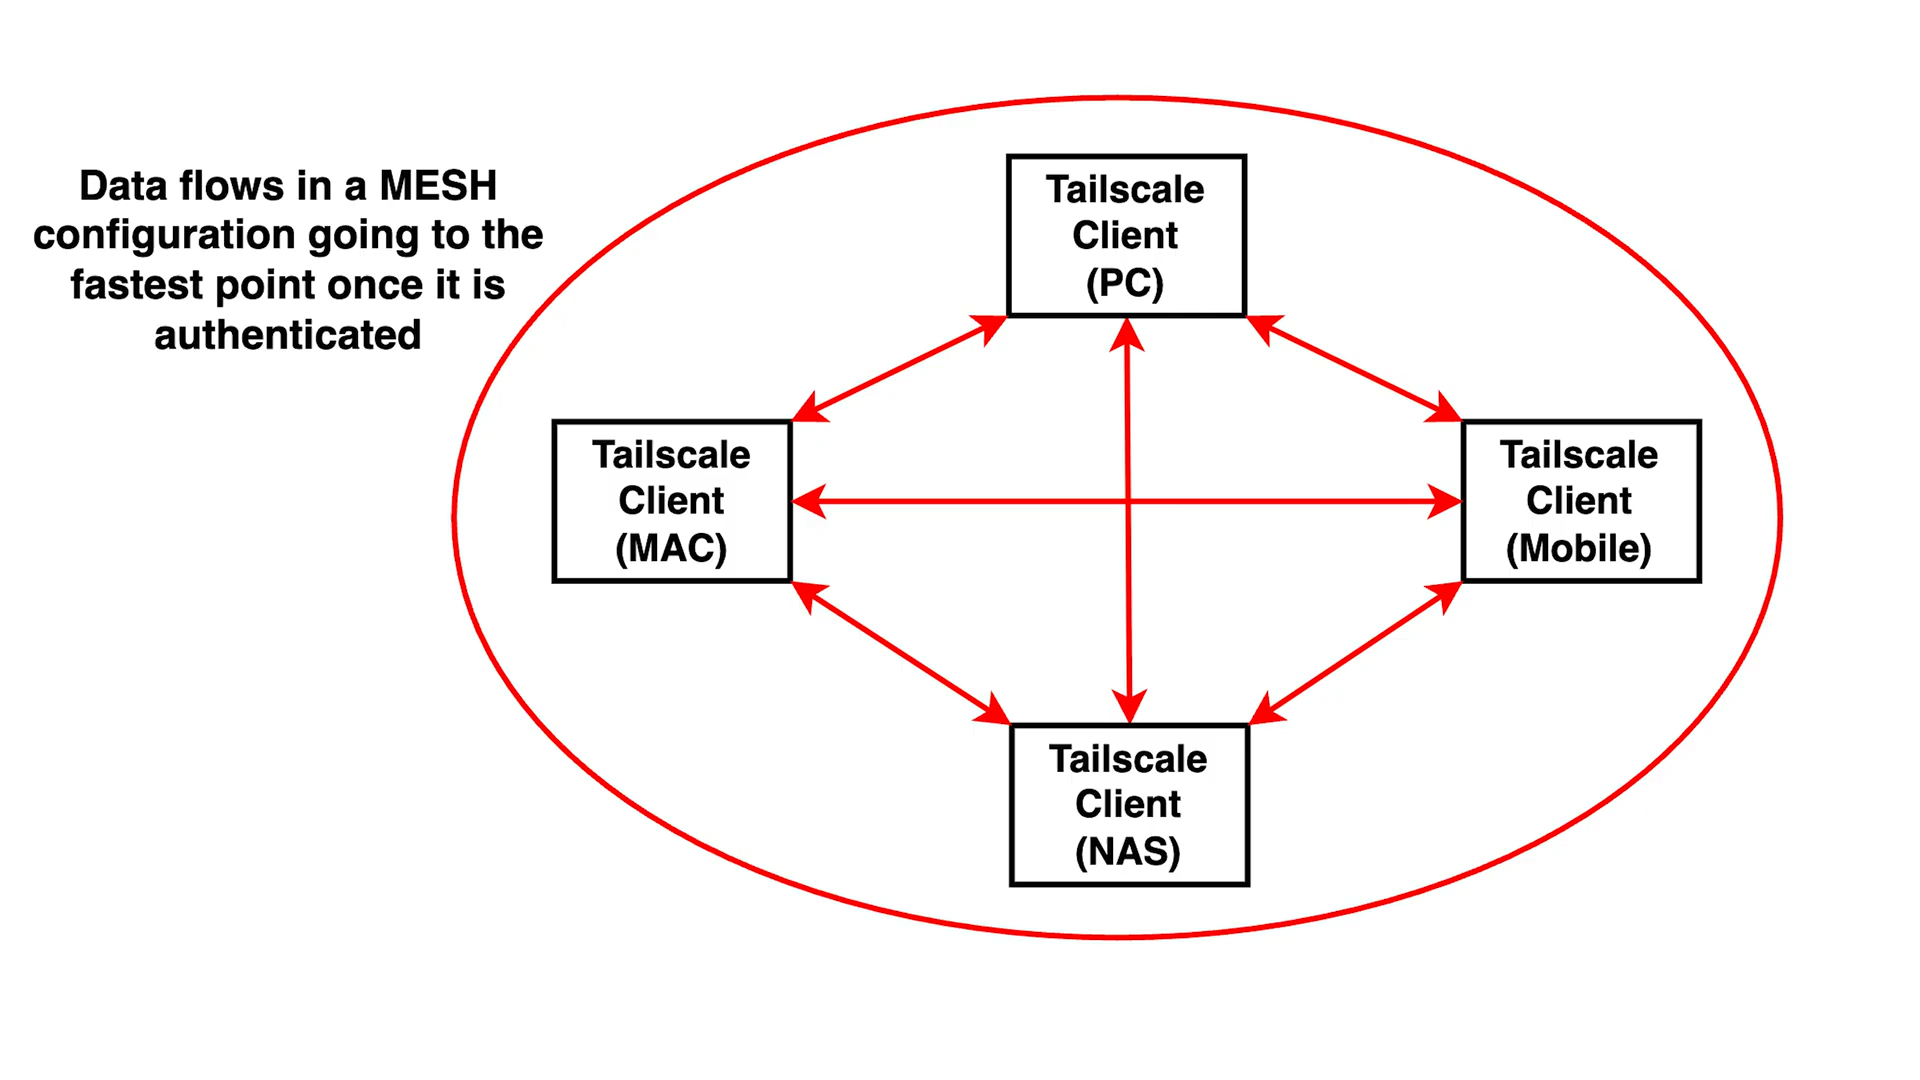 Data flows in a MESH
configuration going to the
fastest point once it is
authenticated
Tailscale
Client
(PC)
Tailscale
Client
(MAC)
Tailscale
Client
(Mobile)
Tailscale
Client
(NAS)